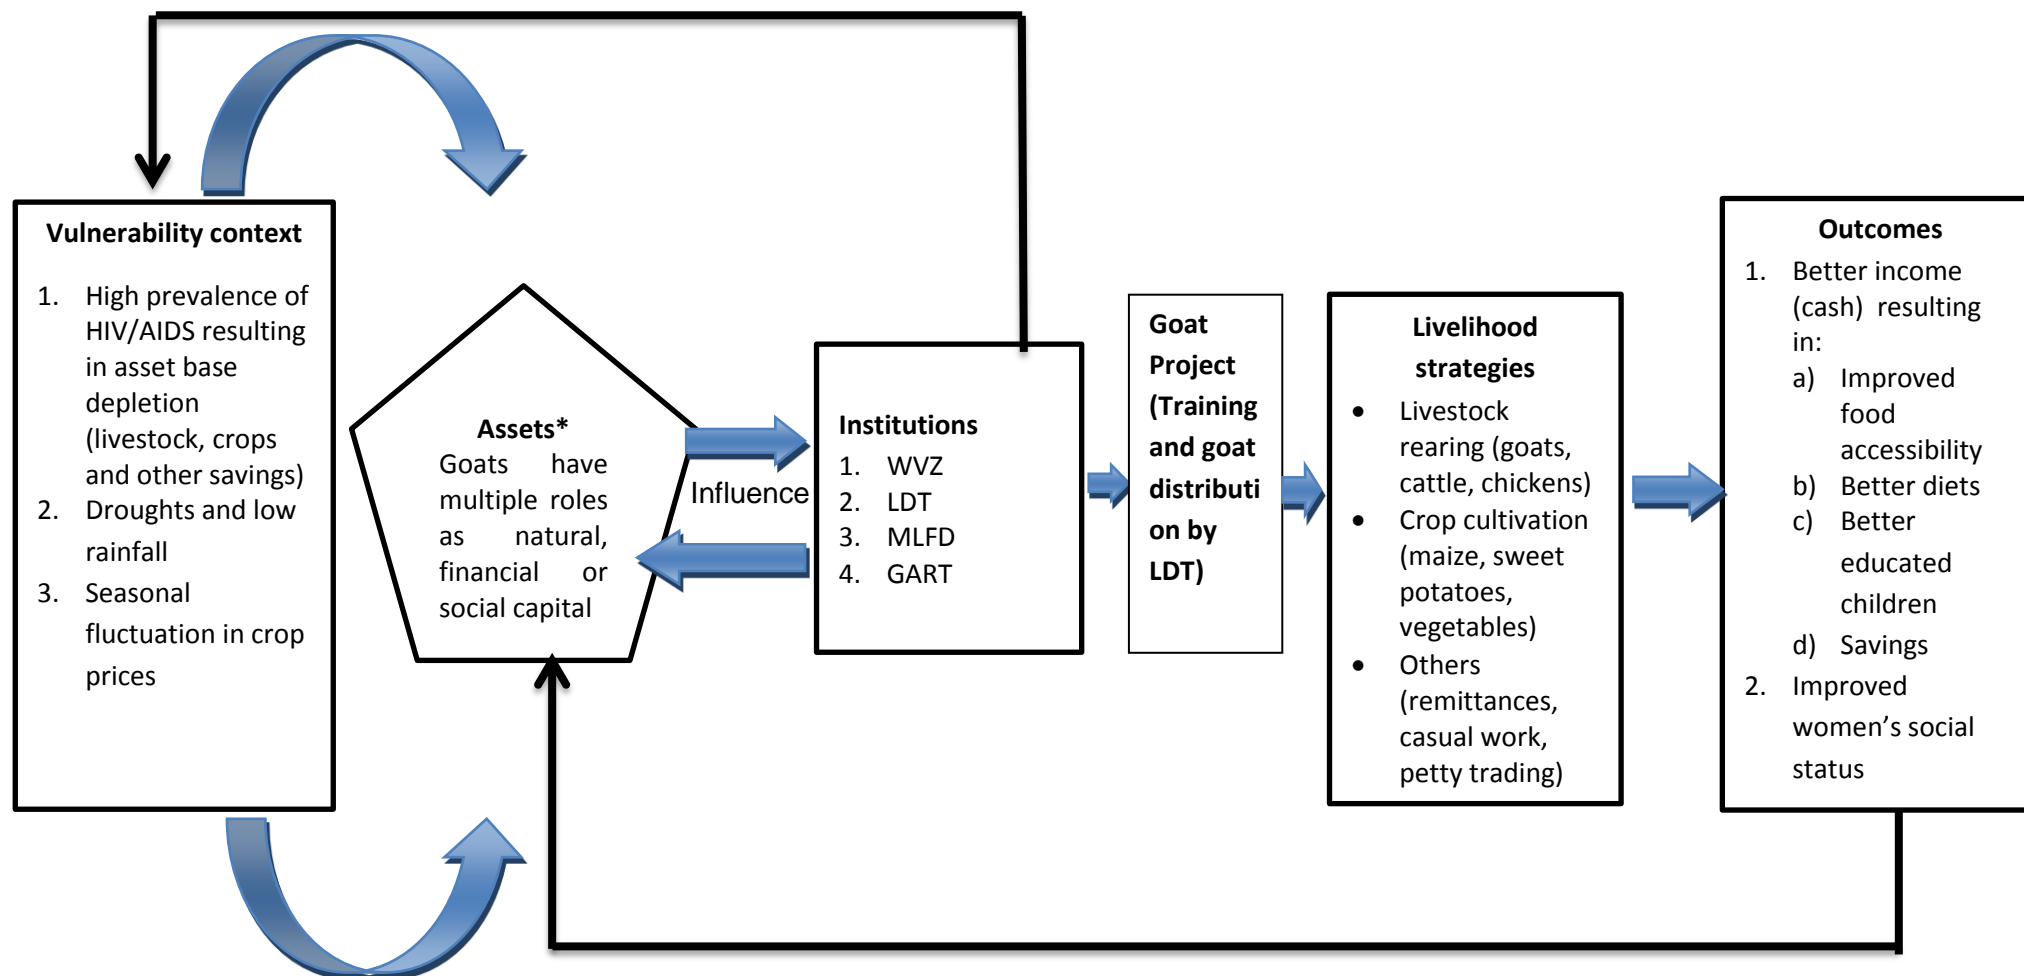 Vulnerability context
1. High prevalence of
HIV/AIDS resulting
in asset base
depletion
(livestock, crops
and other savings)
2. Droughts and low
rainfall
3. Seasonal
fluctuation in crop
prices
Assets*
Goats have
multiple roles
as natural,
financial or
social capital
Influence
Institutions
1. WVZ
2. LDT
3. MLFD
4. GART
Goat
Project
(Training
and goat
distributi
on by
LDT)
Livelihood
strategies
• Livestock
rearing (goats,
cattle, chickens)
• Crop cultivation
(maize, sweet
potatoes,
vegetables)
• Others
(remittances,
casual work,
petty trading)
Outcomes
1. Better income
(cash) resulting
in:
a) Improved
food
accessibility
b) Better diets
c) Better
educated
children
d) Savings
2. Improved
women’s social
status